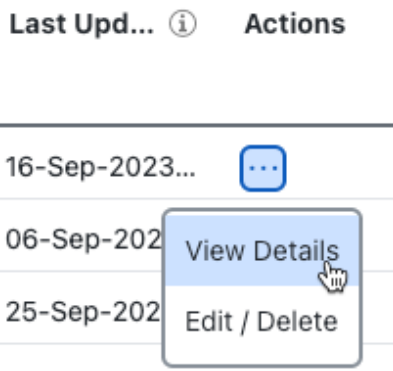 Last Upd... ⓘ Actions
16-Sep-2023... ...
06-Sep-202
View Details
25-Sep-202
Edit / Delete